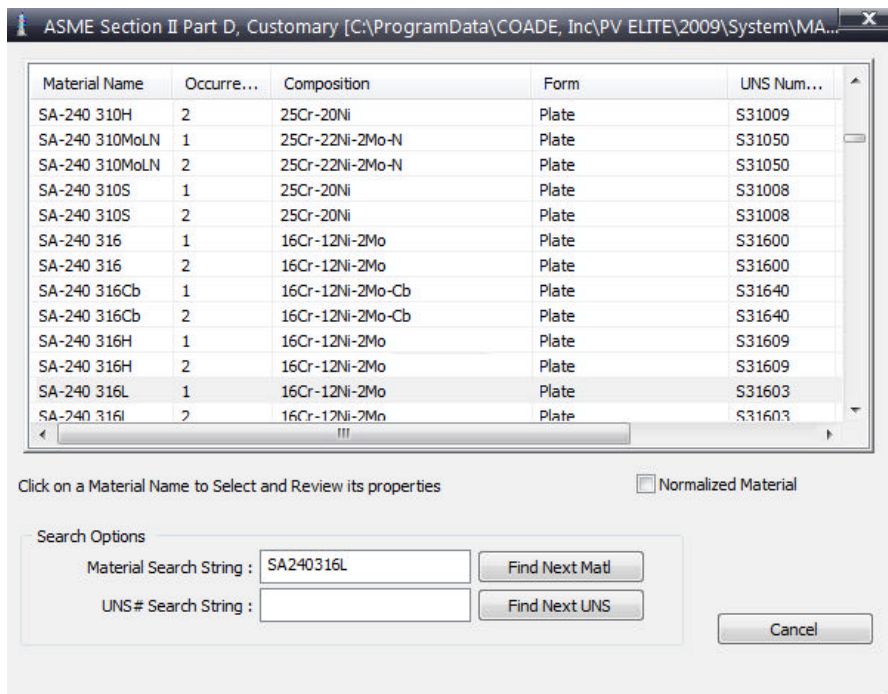 ASME Section II Part D, Customary [C:\ProgramData\COADE, Inc\PV ELITE\2009\System\MA... X
Material Name Occurre... Composition Form UNS Num...
SA-240 310H 2 25Cr-20Ni Plate S31009
SA-240 310MoLN 1 25Cr-22Ni-2Mo-N Plate S31050
SA-240 310MoLN 2 25Cr-22Ni-2Mo-N Plate S31050
SA-240 310S 1 25Cr-20Ni Plate S31008
SA-240 310S 2 25Cr-20Ni Plate S31008
SA-240 316 1 16Cr-12Ni-2Mo Plate S31600
SA-240 316 2 16Cr-12Ni-2Mo Plate S31600
SA-240 316Cb 1 16Cr-12Ni-2Mo-Cb Plate S31640
SA-240 316Cb 2 16Cr-12Ni-2Mo-Cb Plate S31640
SA-240 316H 1 16Cr-12Ni-2Mo Plate S31609
SA-240 316H 2 16Cr-12Ni-2Mo Plate S31609
SA-240 316L 1 16Cr-12Ni-2Mo Plate S31603
SA-240 316L 2 16Cr-12Ni-2Mo Plate S31603
Click on a Material Name to Select and Review its properties Normalized Material
Search Options
Material Search String : SA240316L Find Next Matl
UNS# Search String : Find Next UNS
Cancel